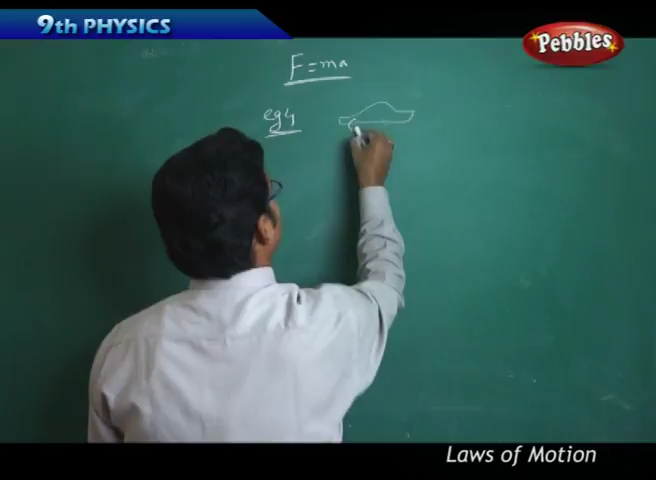 9th PHYSICS
Pebbles
F=ma
eg4
Laws of Motion